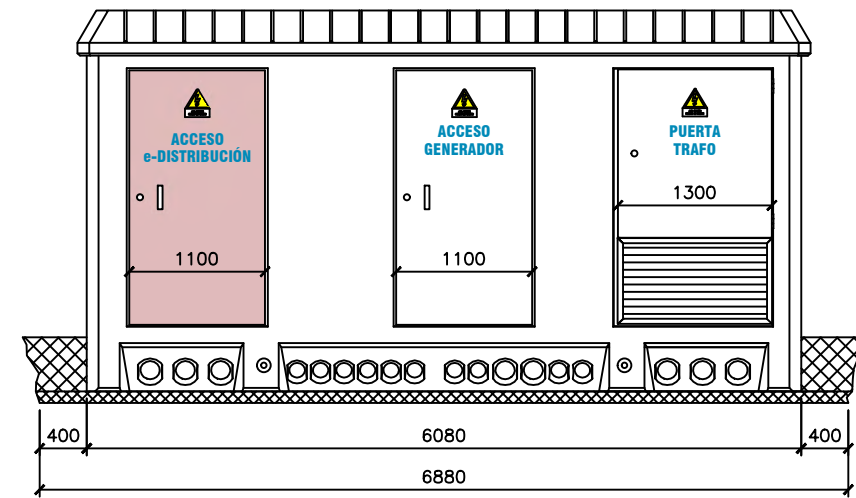 ACCESO
e-DISTRIBUCIÓN
ACCESO
GENERADOR
PUERTA
TRAFO
1300
1100
1100
400
6080
400
6880